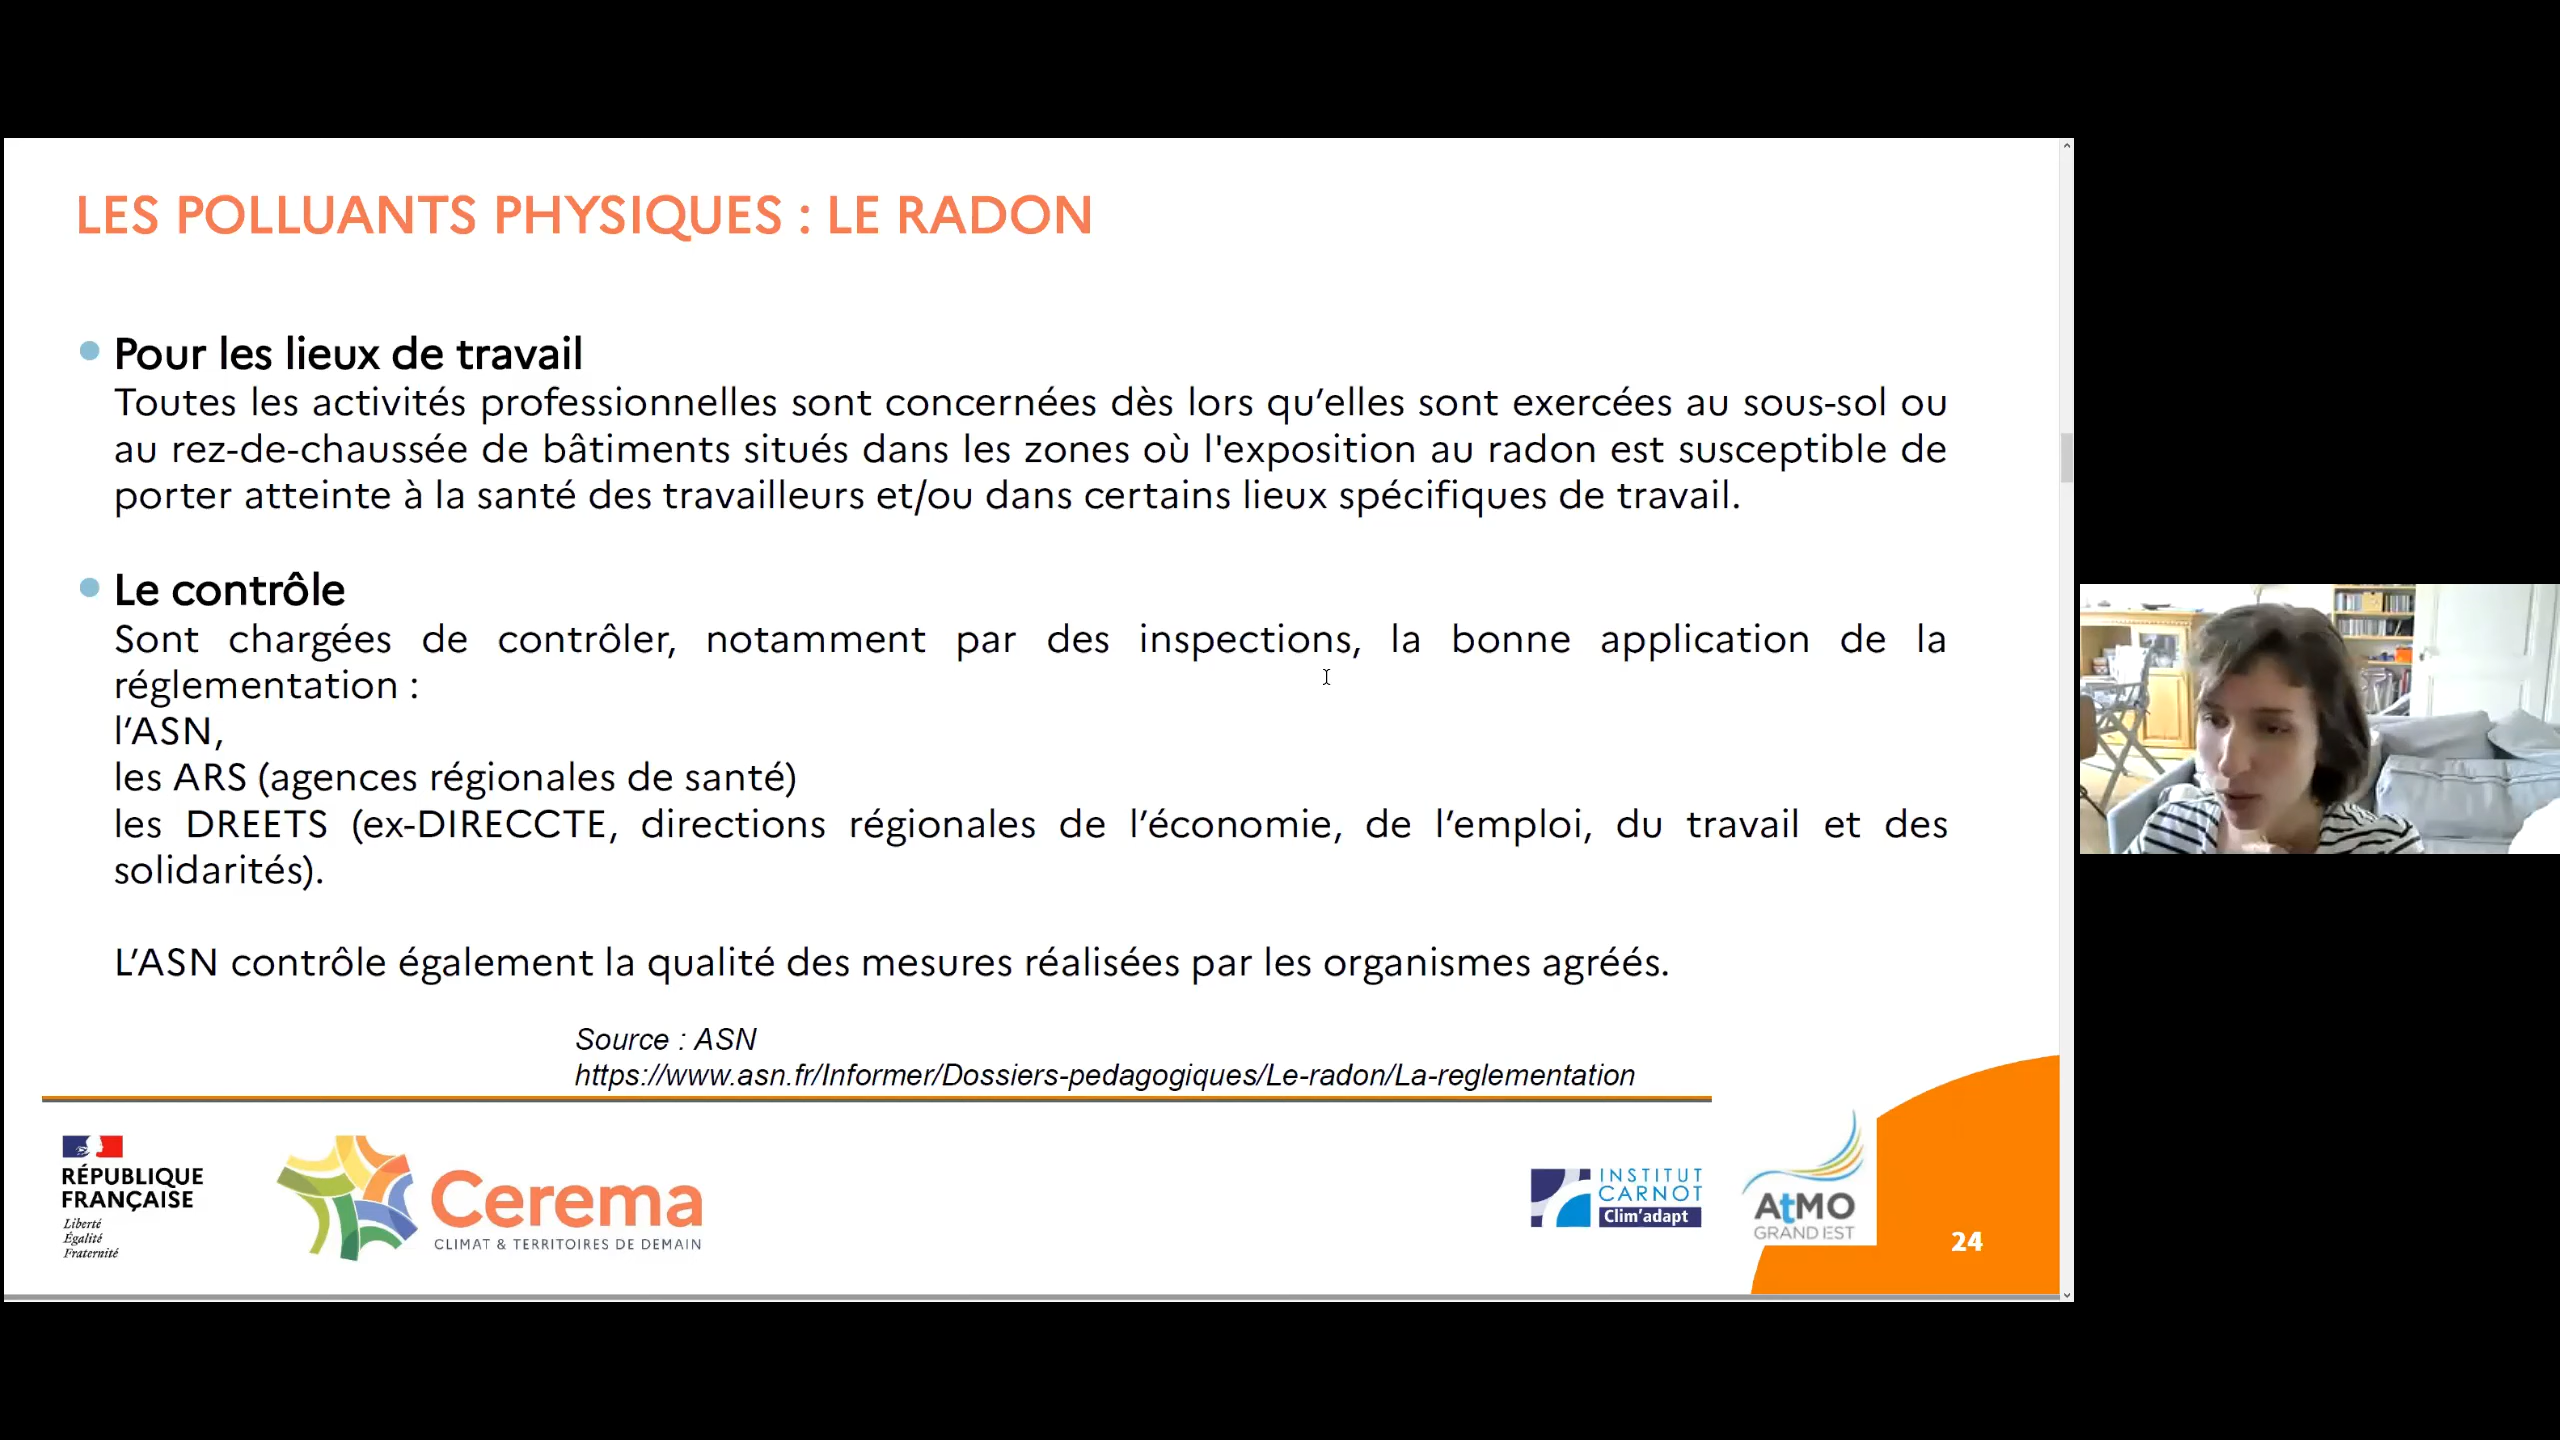 LES POLLUANTS PHYSIQUES : LE RADON
Pour les lieux de travail
Toutes les activités professionnelles sont concernées dès lors qu’elles sont exercées au sous-sol ou
au rez-de-chaussée de bâtiments situés dans les zones où l'exposition au radon est susceptible de
porter atteinte à la santé des travailleurs et/ou dans certains lieux spécifiques de travail.
Le contrôle
Sont chargées de contrôler, notamment par des inspections, la bonne application de la
réglementation :
l’ASN,
les ARS (agences régionales de santé)
les DREETS (ex-DIRECCTE, directions régionales de l’économie, de l’emploi, du travail et des
solidarités).
L’ASN contrôle également la qualité des mesures réalisées par les organismes agréés.
Source : ASN
https://www.asn.fr/Informer/Dossiers-pedagogiques/Le-radon/La-reglementation
RÉPUBLIQUE
FRANÇAISE
Liberté
Égalité
Fraternité
Cerema
CLIMAT & TERRITOIRES DE DEMAIN
INSTITUT
CARNOT
Clim’adapt
AtMO
GRAND EST
24